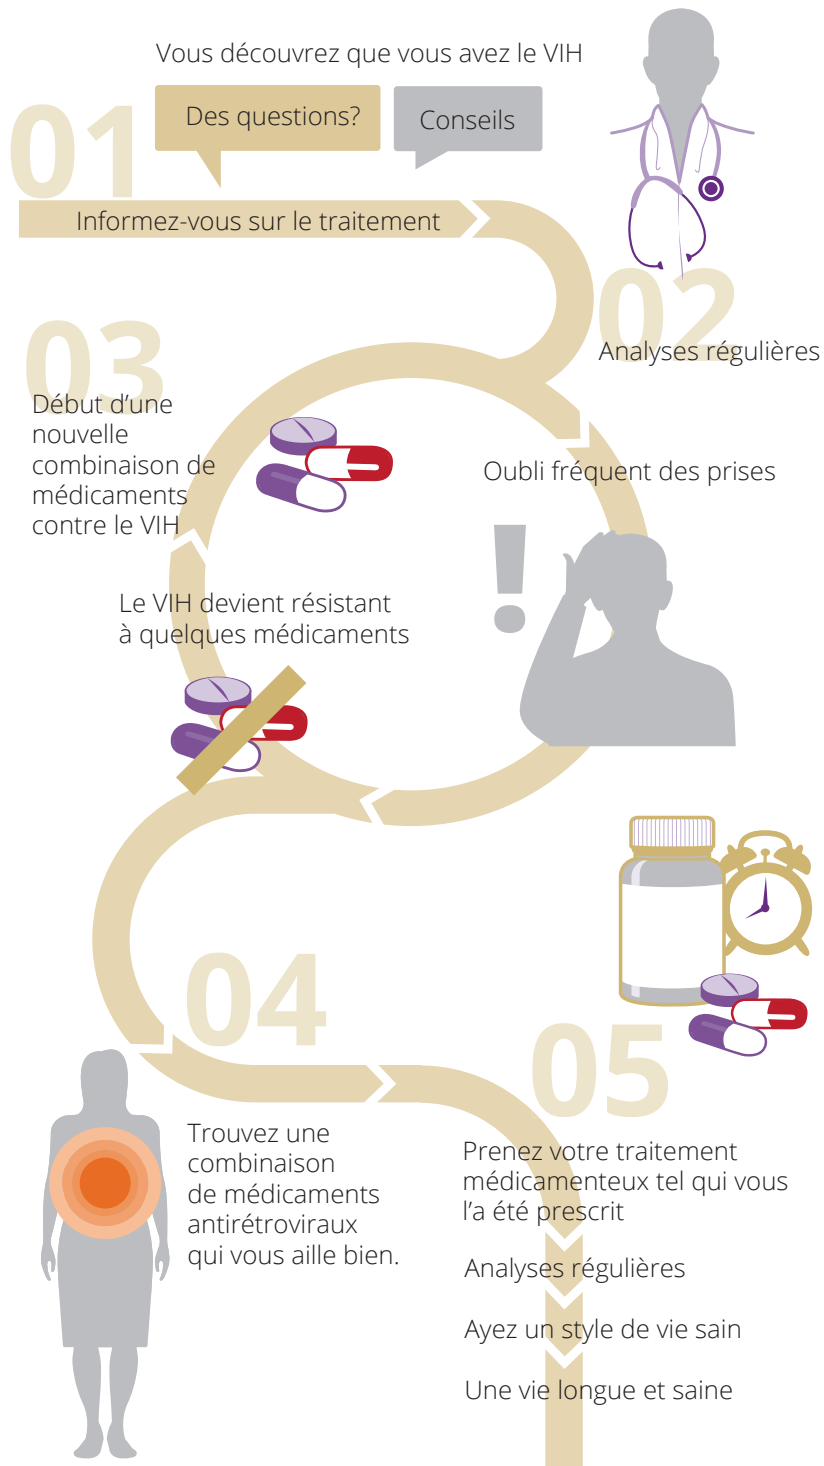 Vous découvrez que vous avez le VIH
Des questions?
Conseils
01
Informez-vous sur le traitement
02
Analyses régulières
03
Début d’une
nouvelle
combinaison de
médicaments
contre le VIH
Oubli fréquent des prises
!
Le VIH devient résistant
à quelques médicaments
04
Trouvez une
combinaison
de médicaments
antirétroviraux
qui vous aille bien.
05
Prenez votre traitement
médicamenteux tel qui vous
l’a été prescrit
Analyses régulières
Ayez un style de vie sain
Une vie longue et saine